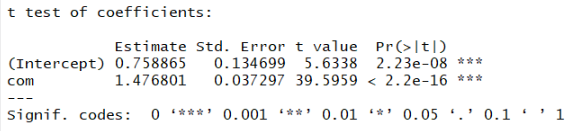 t test of coefficients:
Estimate Std. Error t value Pr(>|t|)
(Intercept) 0.758865 0.134699 5.6338 2.23e-08 ***
com 1.476801 0.037297 39.5959 < 2.2e-16 ***
---
Signif. codes: 0 ‘***’ 0.001 ‘**’ 0.01 ‘*’ 0.05 ‘.’ 0.1 ‘ ’ 1